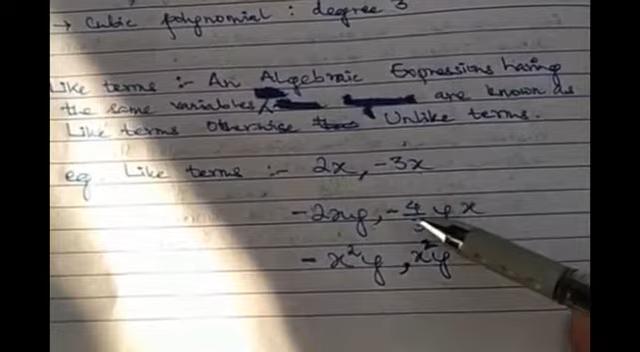 → Cubic polynomial : degree 3
Like terms :- An Algebraic Expressions having
the same variables are known as
Like terms otherwise Unlike terms.
eg. Like terms :- 2x, -3x
-2xy, -4/3 yx
-x²y, x²y